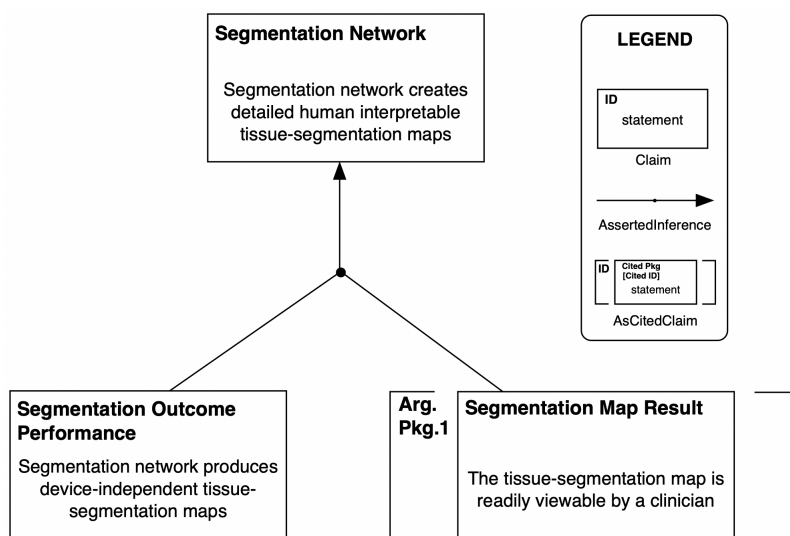 Segmentation Network
Segmentation network creates
detailed human interpretable
tissue-segmentation maps
LEGEND
ID
statement
Claim
AssertedInference
ID
Cited Pkg
[Cited ID]
statement
AsCitedClaim
Segmentation Outcome
Performance
Segmentation network produces
device-independent tissue-
segmentation maps
Arg.
Pkg.1
Segmentation Map Result
The tissue-segmentation map is
readily viewable by a clinician